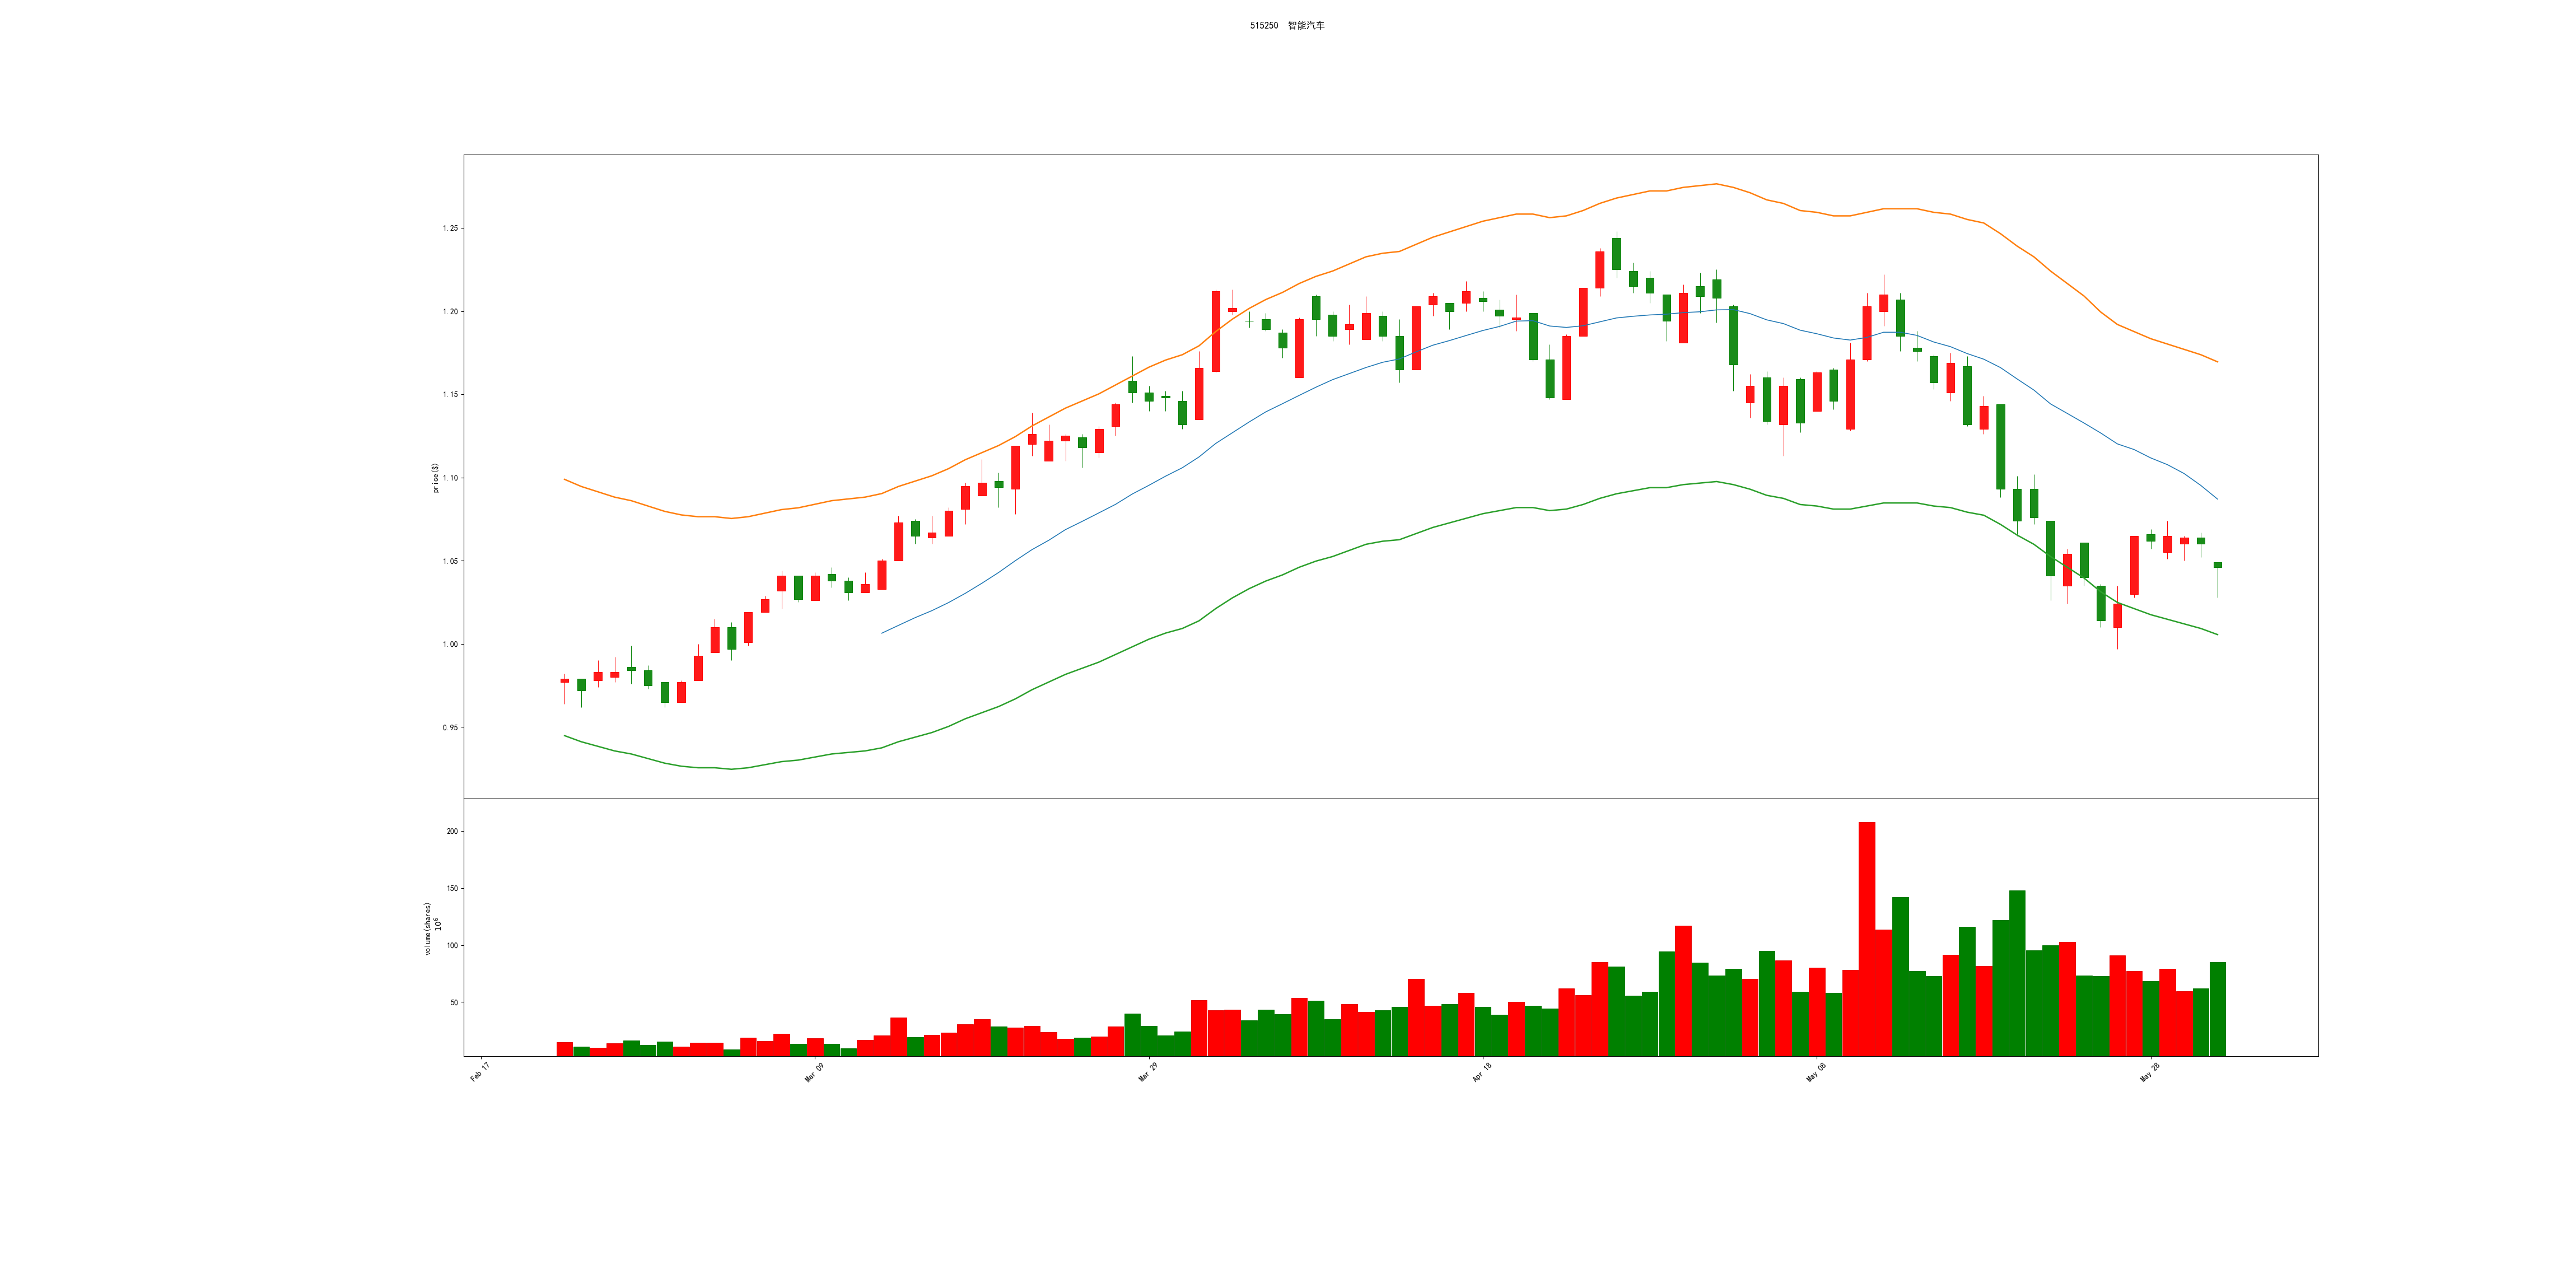 515250 智能汽车
price($)
1.25
1.20
1.15
1.10
1.05
1.00
0.95
volume(shares)
10⁶
200
150
100
50
Feb 17
Mar 09
Mar 29
Apr 18
May 08
May 28